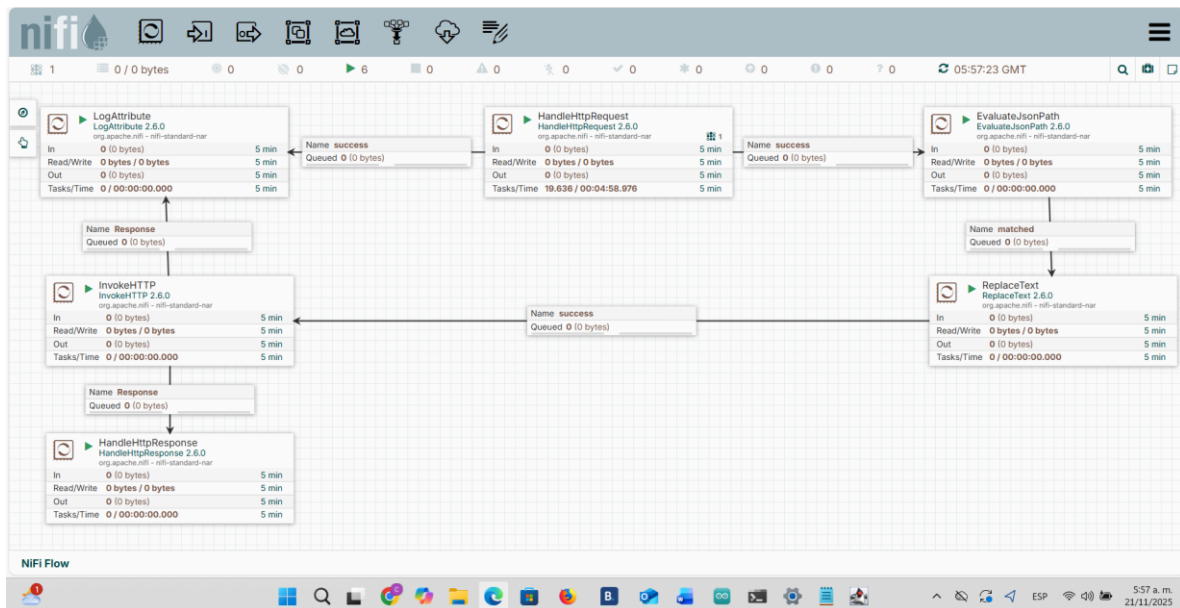 nifi
1 0 / 0 bytes 0 0 6 0 0 0 0 0 0 0 0 05:57:23 GMT
LogAttribute
LogAttribute 2.6.0
org.apache.nifi - nifi-standard-nar
In 0 (0 bytes) 5 min
Read/Write 0 bytes / 0 bytes 5 min
Out 0 (0 bytes) 5 min
Tasks/Time 0 / 00:00:00.000 5 min
Name success
Queued 0 (0 bytes)
HandleHttpRequest
HandleHttpRequest 2.6.0
org.apache.nifi - nifi-standard-nar
1
In 0 (0 bytes) 5 min
Read/Write 0 bytes / 0 bytes 5 min
Out 0 (0 bytes) 5 min
Tasks/Time 19.636 / 00:04:58.976 5 min
Name success
Queued 0 (0 bytes)
EvaluateJsonPath
EvaluateJsonPath 2.6.0
org.apache.nifi - nifi-standard-nar
In 0 (0 bytes) 5 min
Read/Write 0 bytes / 0 bytes 5 min
Out 0 (0 bytes) 5 min
Tasks/Time 0 / 00:00:00.000 5 min
Name Response
Queued 0 (0 bytes)
Name matched
Queued 0 (0 bytes)
InvokeHTTP
InvokeHTTP 2.6.0
org.apache.nifi - nifi-standard-nar
In 0 (0 bytes) 5 min
Read/Write 0 bytes / 0 bytes 5 min
Out 0 (0 bytes) 5 min
Tasks/Time 0 / 00:00:00.000 5 min
Name success
Queued 0 (0 bytes)
ReplaceText
ReplaceText 2.6.0
org.apache.nifi - nifi-standard-nar
In 0 (0 bytes) 5 min
Read/Write 0 bytes / 0 bytes 5 min
Out 0 (0 bytes) 5 min
Tasks/Time 0 / 00:00:00.000 5 min
Name Response
Queued 0 (0 bytes)
HandleHttpResponse
HandleHttpResponse 2.6.0
org.apache.nifi - nifi-standard-nar
In 0 (0 bytes) 5 min
Read/Write 0 bytes / 0 bytes 5 min
Out 0 (0 bytes) 5 min
Tasks/Time 0 / 00:00:00.000 5 min
NiFi Flow
1
B.
ESP
5:57 a. m.
21/11/2025